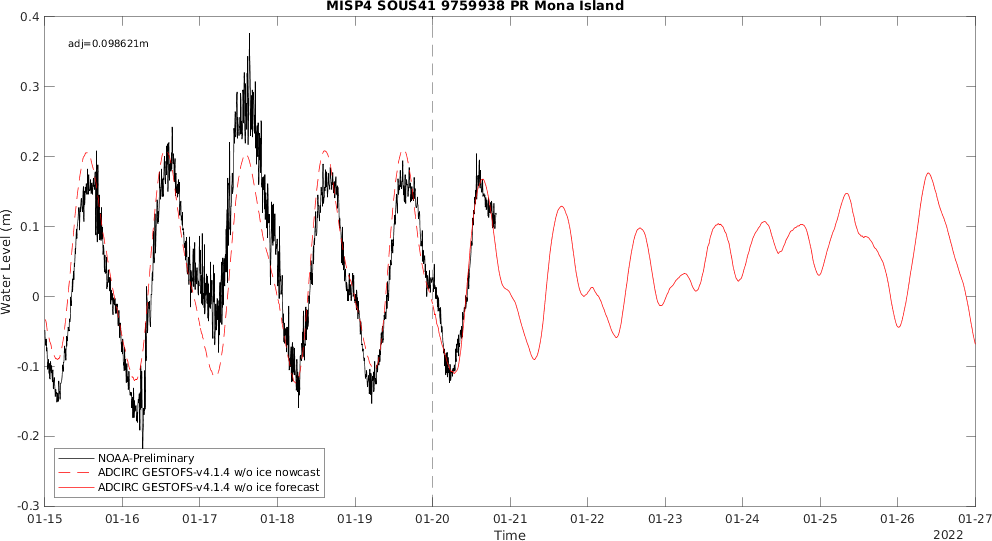 MISP4 SOUS41 9759938 PR Mona Island
adj=0.098621m
0.4
0.3
0.2
0.1
0
-0.1
-0.2
-0.3
Water Level (m)
NOAA-Preliminary
ADCIRC GESTOFS-v4.1.4 w/o ice nowcast
ADCIRC GESTOFS-v4.1.4 w/o ice forecast
01-15 01-16 01-17 01-18 01-19 01-20 01-21 01-22 01-23 01-24 01-25 01-26 01-27
Time
2022